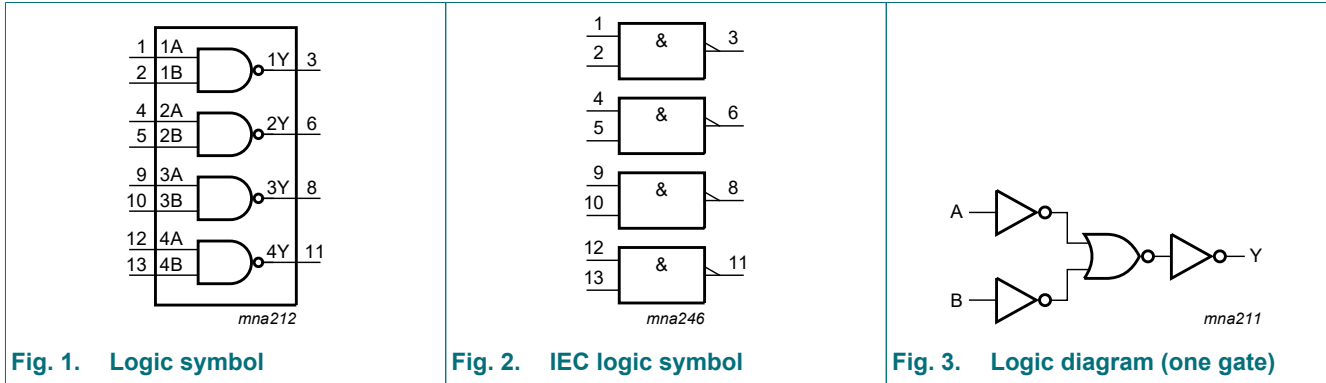 1 1A
2 1B
1Y 3
4 2A
5 2B
2Y 6
9 3A
10 3B
3Y 8
12 4A
13 4B
4Y 11
mna212
Fig. 1. Logic symbol
1
2
&
3
4
5
&
6
9
10
&
8
12
13
&
11
mna246
Fig. 2. IEC logic symbol
A
B
Y
mna211
Fig. 3. Logic diagram (one gate)